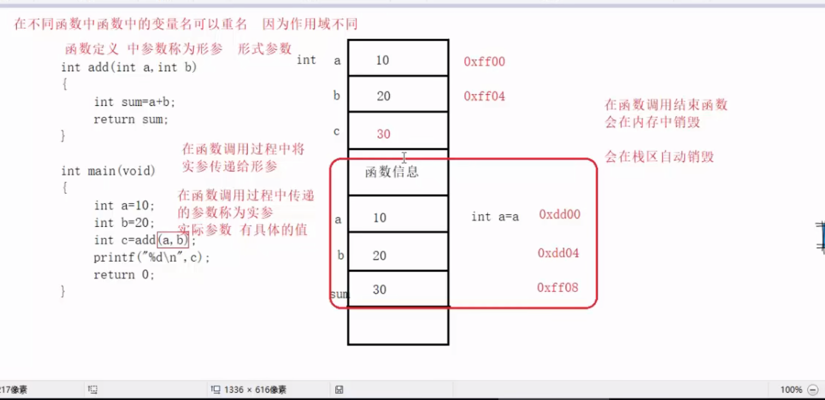 在不同函数中函数中的变量名可以重名 因为作用域不同
函数定义 中参数称为形参 形式参数
int add(int a,int b)
{
int sum=a+b;
return sum;
}
在函数调用过程中将
实参传递给形参
int main(void)
{
int a=10;
int b=20;
int c=add(a,b);
printf("%d\n",c);
return 0;
}
在函数调用过程中传递
的参数称为实参
实际参数 有具体的值
int a 10 0xff00
b 20 0xff04
c 30
函数信息
a 10 int a=a 0xdd00
b 20 0xdd04
sum 30 0xff08
在函数调用结束函数
会在内存中销毁
会在栈区自动销毁
217像素 1336 × 616像素 100%